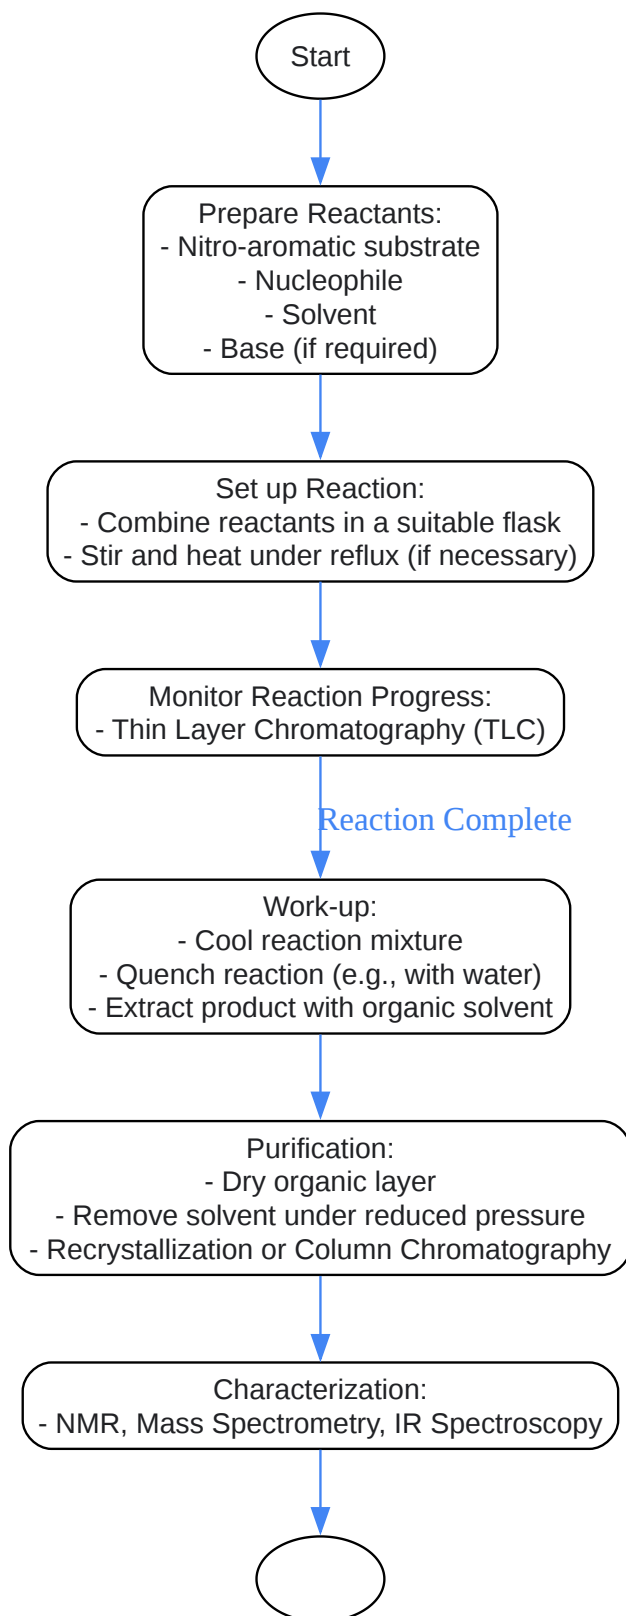 Start
Prepare Reactants:
- Nitro-aromatic substrate
- Nucleophile
- Solvent
- Base (if required)
Set up Reaction:
- Combine reactants in a suitable flask
- Stir and heat under reflux (if necessary)
Monitor Reaction Progress:
- Thin Layer Chromatography (TLC)
Reaction Complete
Work-up:
- Cool reaction mixture
- Quench reaction (e.g., with water)
- Extract product with organic solvent
Purification:
- Dry organic layer
- Remove solvent under reduced pressure
- Recrystallization or Column Chromatography
Characterization:
- NMR, Mass Spectrometry, IR Spectroscopy